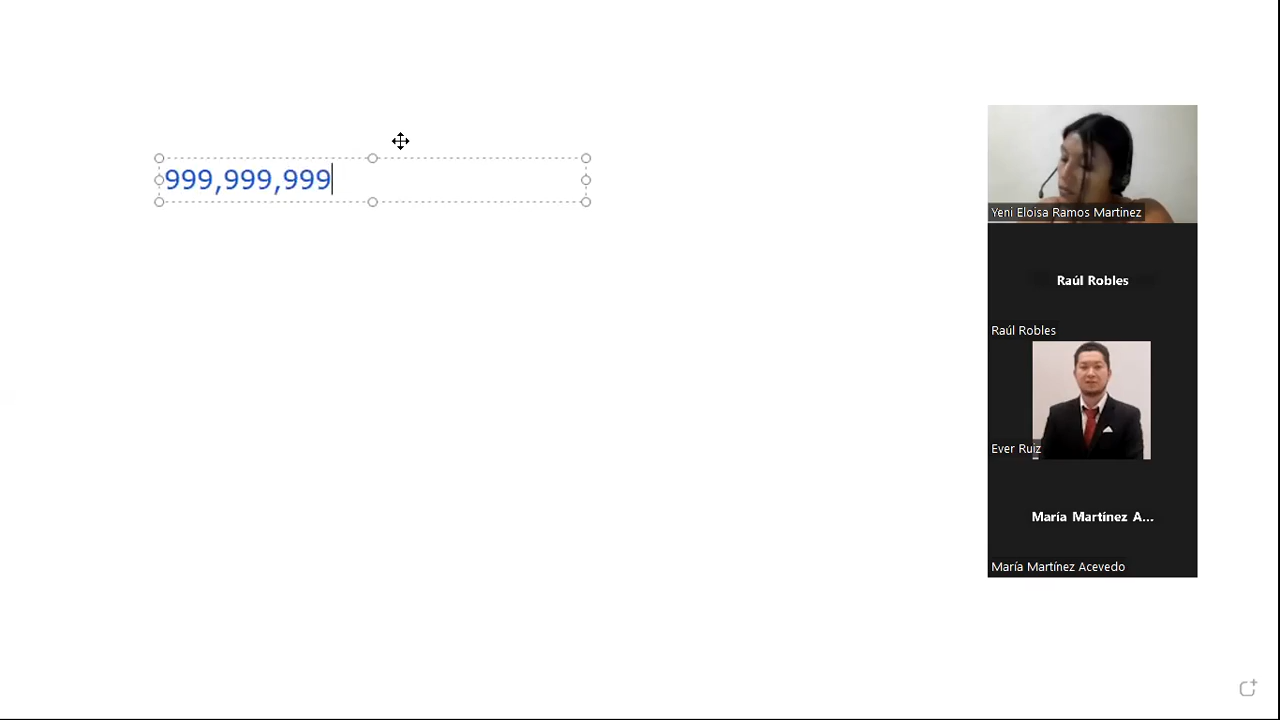 999,999,999
Yeni Eloisa Ramos Martinez
Raúl Robles
Raúl Robles
Ever Ruiz
María Martínez A...
María Martínez Acevedo